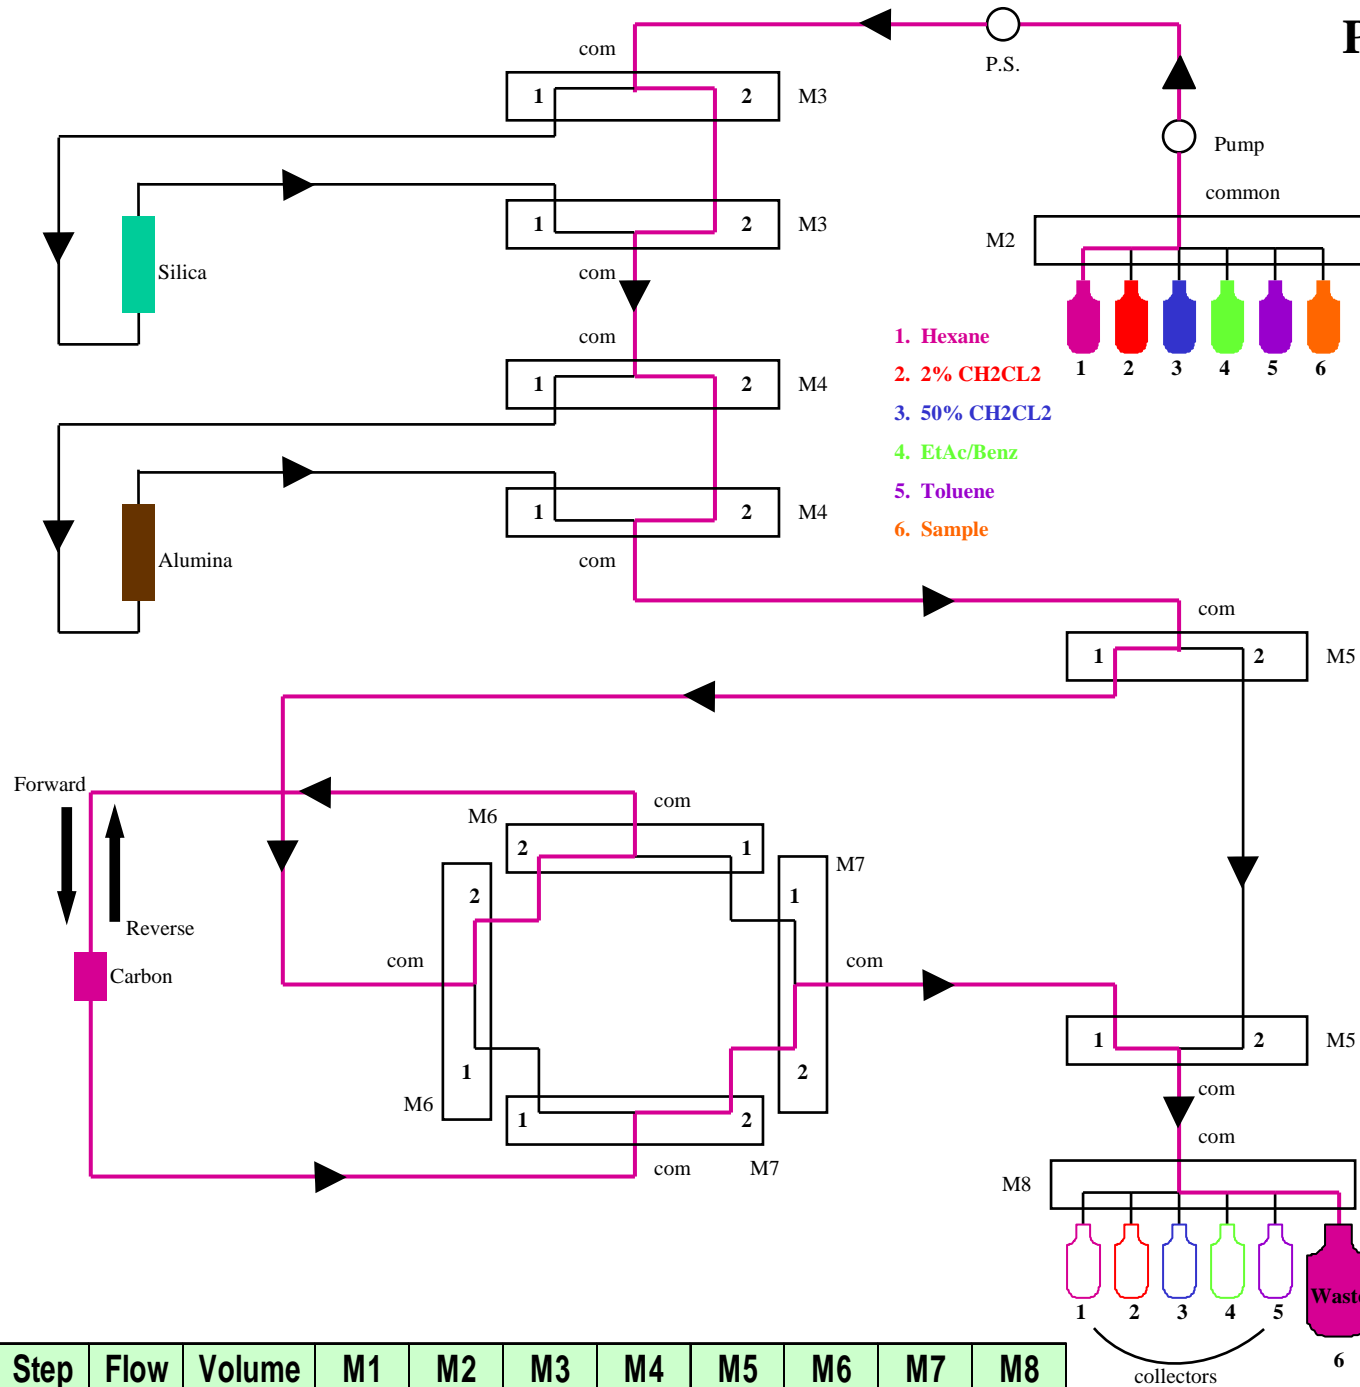 P
com
P.S.
1 2 M3
Pump
common
1 2 M3
M2
com
Silica
com
1. Hexane
1 2 3 4 5 6
2. 2% CH2CL2
1 2 M4
3. 50% CH2CL2
4. EtAc/Benz
5. Toluene
1 2 M4
6. Sample
com
Alumina
com
1 2 M5
Forward
com
M6
2 1
M7
2
1
Reverse
com
com
Carbon
1 2 M5
1
2
M6
com
1 2
com
com
M7
M8
Waste
1 2 3 4 5
6
collectors
Step Flow Volume M1 M2 M3 M4 M5 M6 M7 M8